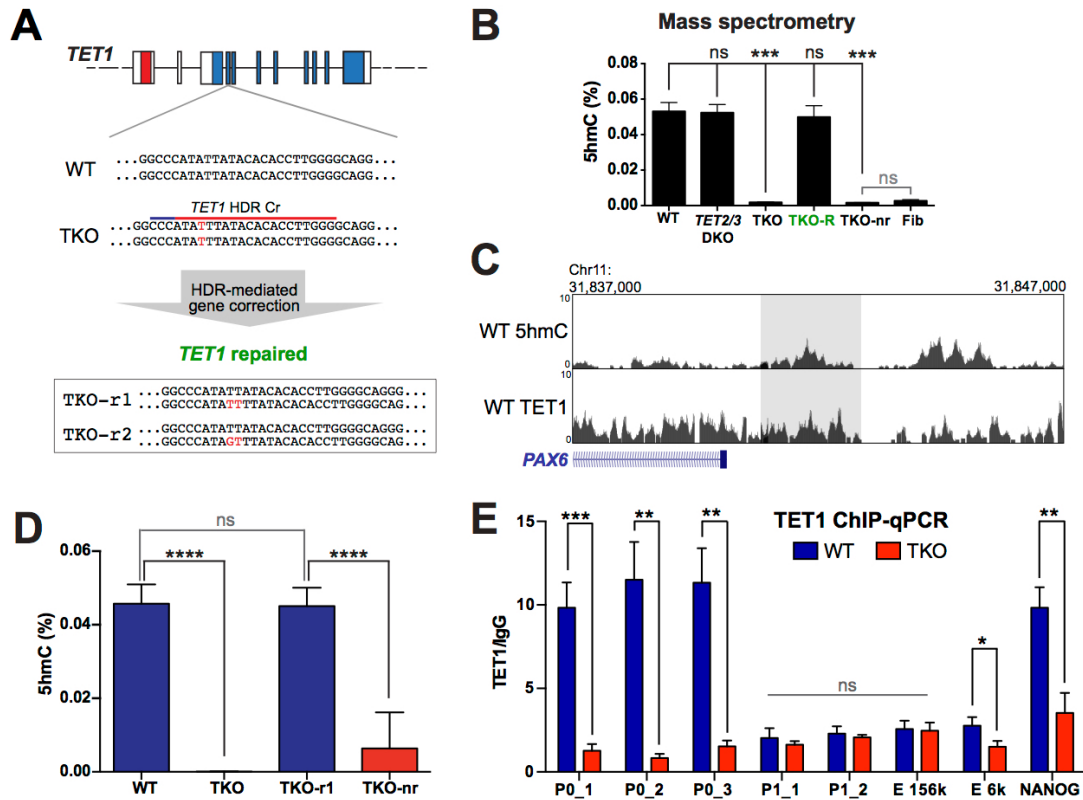 A
TET1
WT
...GGCCCATATTATACACACCTTGGGGCAGG...
...GGCCCATATTATACACACCTTGGGGCAGG...
TET1 HDR Cr
TKO
...GGCCCATATTTATACACACCTTGGGGCAGG...
...GGCCCATATTTATACACACCTTGGGGCAGG...
HDR-mediated
gene correction
TET1 repaired
TKO-r1
...GGCCCATATTATACACACCTTGGGGCAGGG...
...GGCCCATATTTTATACACACCTTGGGGCAG...
TKO-r2
...GGCCCATATTATACACACCTTGGGGCAGGG...
...GGCCCATAGTTTATACACACCTTGGGGCAG...
B
Mass spectrometry
ns *** ns ***
ns
5hmC (%)
0.08
0.06
0.04
0.02
0.00
WT TET2/3 DKO TKO TKO-R TKO-nr Fib
C
Chr11:
31,837,000 31,847,000
10
WT 5hmC
0
10
WT TET1
0
PAX6
D
ns
**** ****
5hmC (%)
0.06
0.04
0.02
0.00
WT TKO TKO-r1 TKO-nr
E
TET1 ChIP-qPCR
WT TKO
*** ** ** ns * **
TET1/IgG
15
10
5
0
P0_1 P0_2 P0_3 P1_1 P1_2 E 156k E 6k NANOG